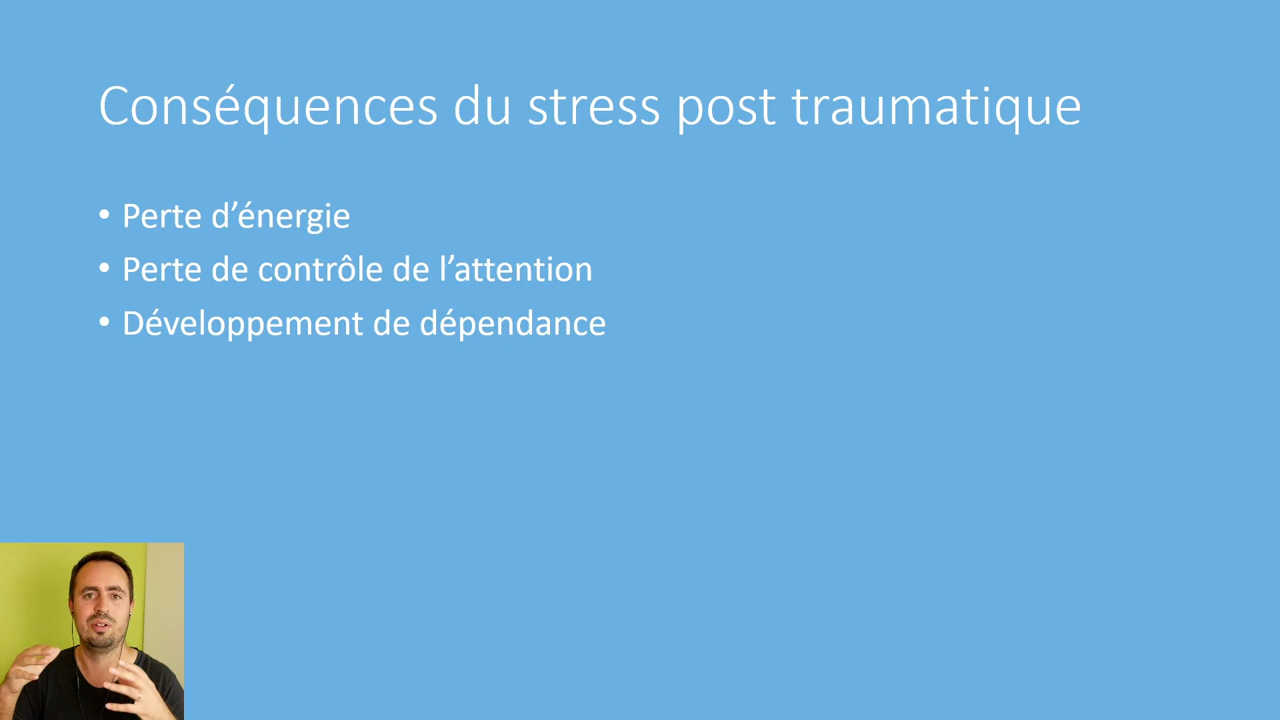 Conséquences du stress post traumatique
• Perte d’énergie
• Perte de contrôle de l’attention
• Développement de dépendance